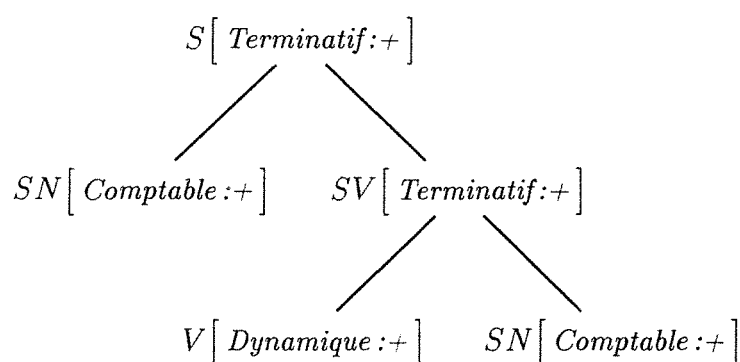 S[ Terminatif:+]
SN[ Comptable:+] SV[ Terminatif:+]
V[ Dynamique:+] SN[ Comptable:+]